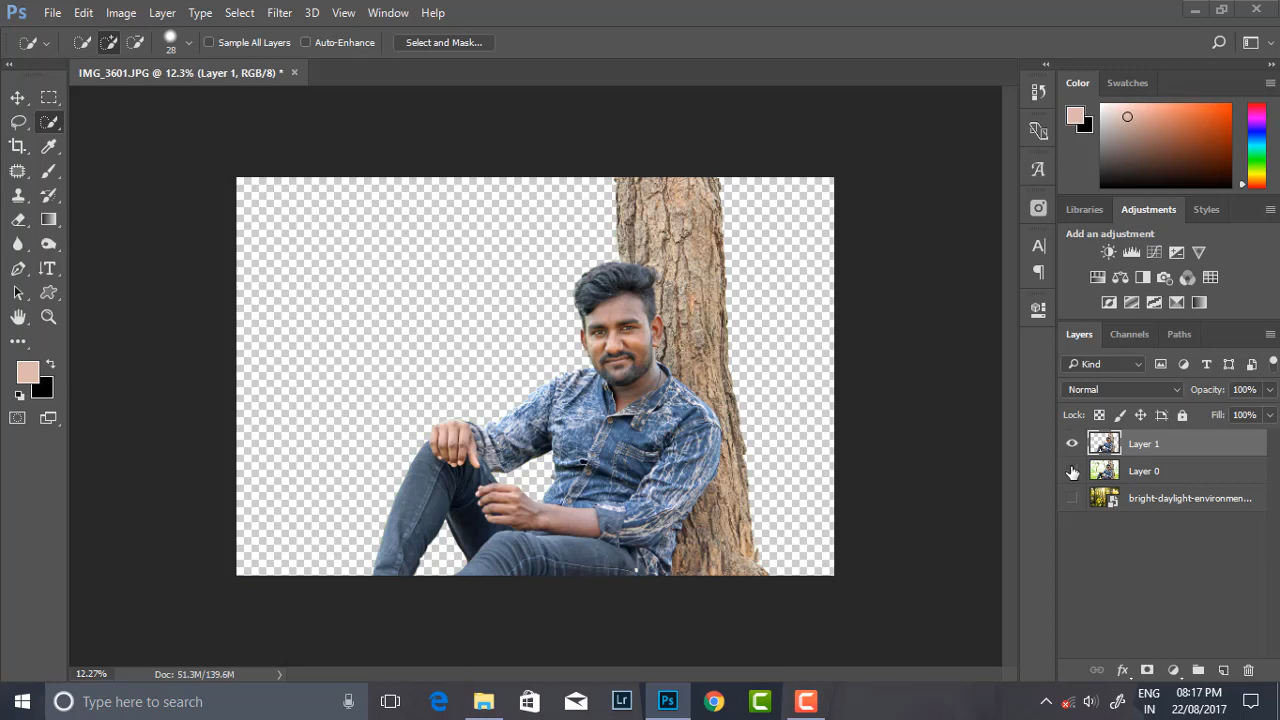 Ps File Edit Image Layer Type Select Filter 3D View Window Help
28 Sample All Layers Auto-Enhance Select and Mask...
IMG_3601.JPG @ 12.3% (Layer 1, RGB/8) * ×
Color Swatches
Libraries Adjustments Styles
Add an adjustment
Layers Channels Paths
Kind
Normal Opacity: 100%
Lock: Fill: 100%
Layer 1
Layer 0
bright-daylight-environmen...
12.27% Doc: 51.3M/139.6M
Type here to search Lr Ps ENG IN 08:17 PM 22/08/2017